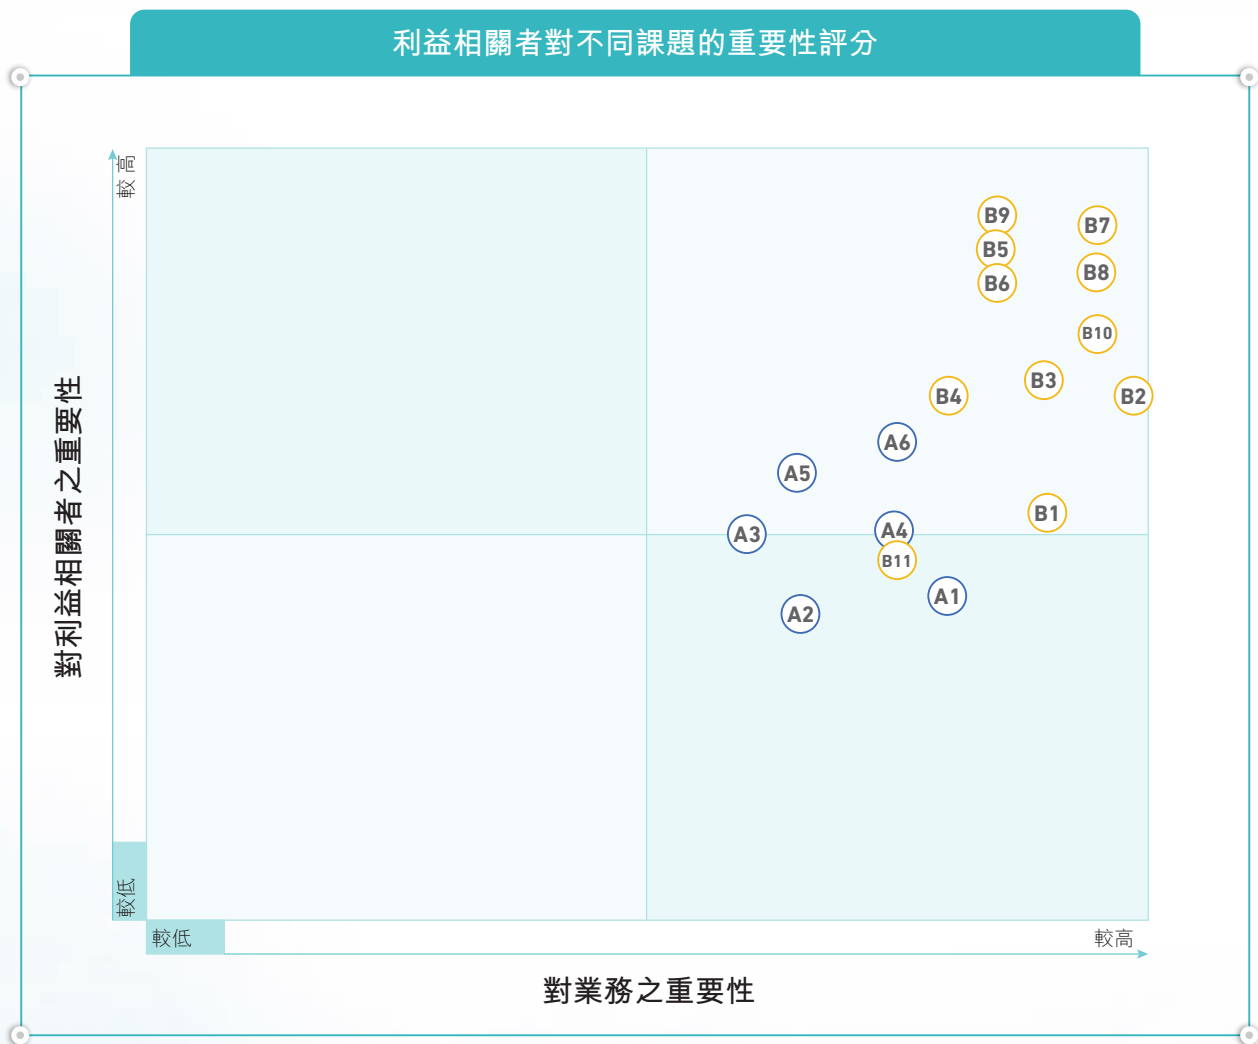 利益相關者對不同課題的重要性評分
較高
對利益相關者之重要性
B9
B7
B5
B8
B6
B10
B3
B4
B2
A6
A5
B1
A4
A3
B11
A1
A2
較低
較低
較高
對業務之重要性